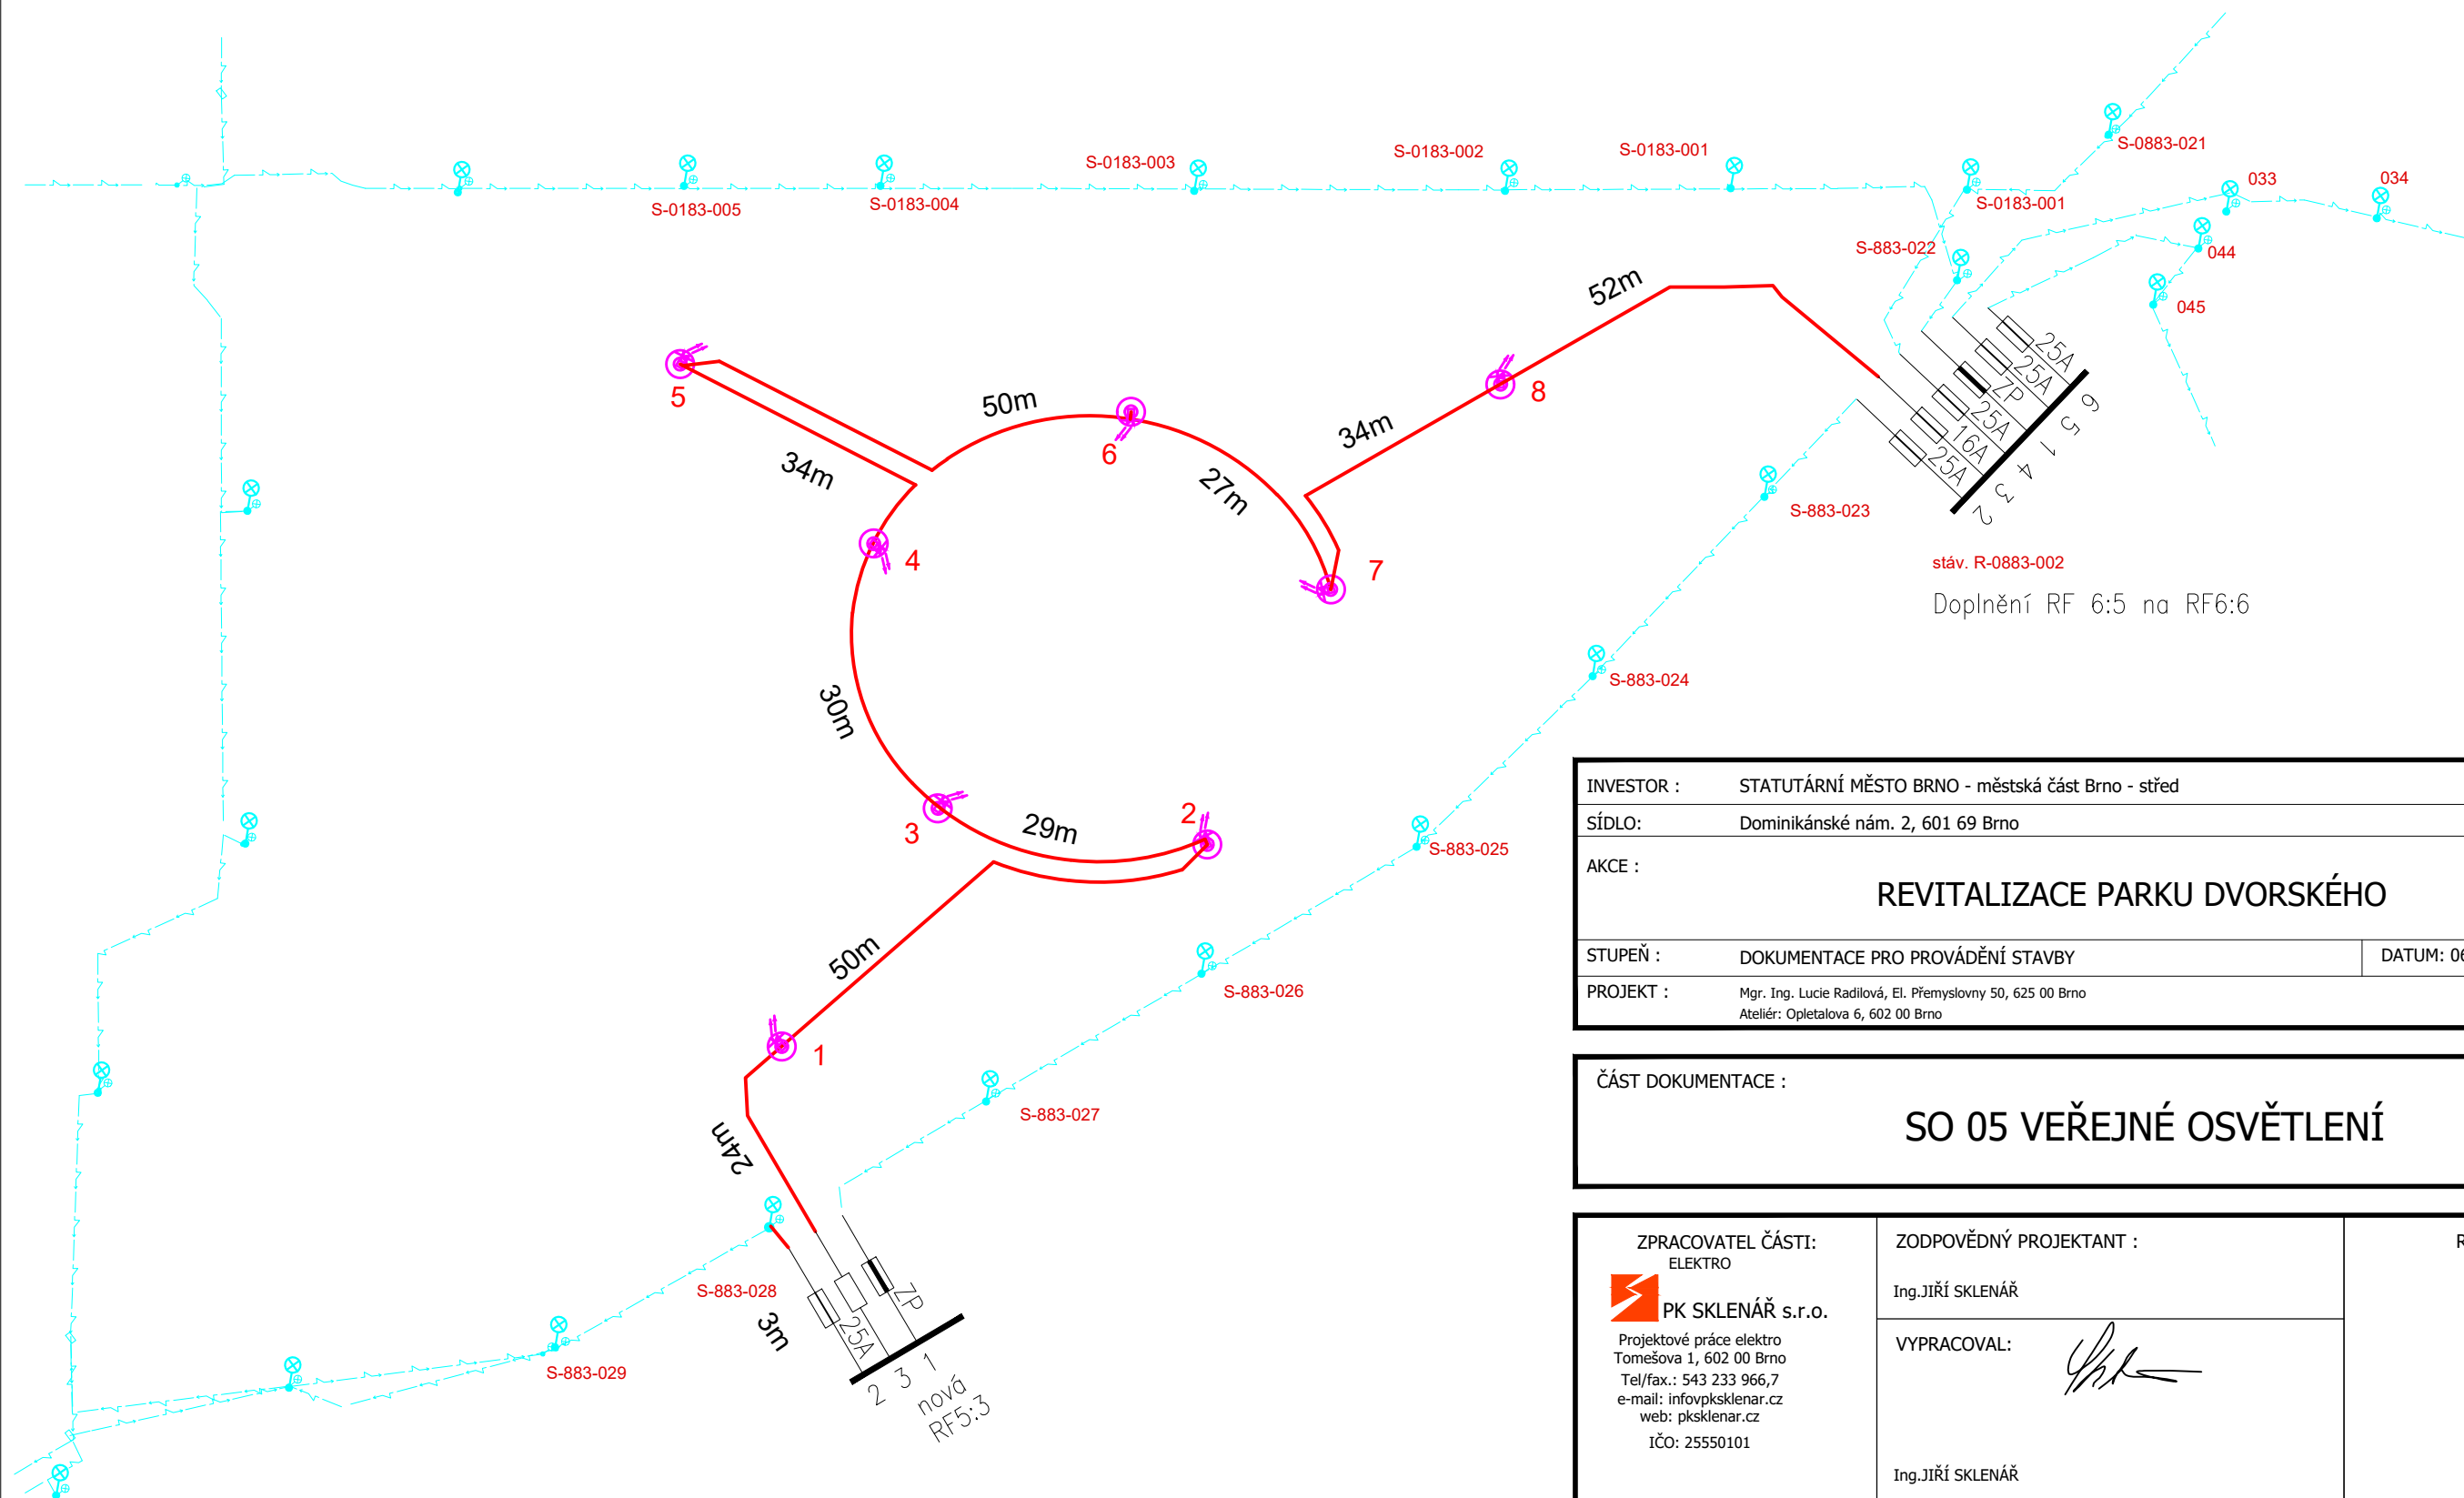 S-0883-021
S-0183-003
S-0183-002
S-0183-001
033
034
S-0183-005
S-0183-004
S-0183-001
S-883-022
044
045
52m
5
50m
6
34m
8
34m
27m
4
7
25A
25A
ZP
25A
16A
25A
6
5
1
4
3
2
S-883-023
stáv. R-0883-002
Doplnění RF 6:5 na RF6:6
S-883-024
30m
3
29m
2
S-883-025
50m
S-883-026
1
S-883-027
24m
S-883-028
3m
S-883-029
ZP
25A
2 3 1
nová
RF5:3
INVESTOR : STATUTÁRNÍ MĚSTO BRNO - městská část Brno - střed
SÍDLO: Dominikánské nám. 2, 601 69 Brno
AKCE :
REVITALIZACE PARKU DVORSKÉHO
STUPEŇ : DOKUMENTACE PRO PROVÁDĚNÍ STAVBY DATUM:
PROJEKT : Mgr. Ing. Lucie Radilová, El. Přemyslovny 50, 625 00 Brno
Ateliér: Opletalova 6, 602 00 Brno
ČÁST DOKUMENTACE :
SO 05 VEŘEJNÉ OSVĚTLENÍ
ZPRACOVATEL ČÁSTI:
ELEKTRO
PK SKLENÁŘ s.r.o.
Projektové práce elektro
Tomešova 1, 602 00 Brno
Tel/fax.: 543 233 966,7
e-mail: infovpksklenar.cz
web: pksklenar.cz
IČO: 25550101
ZODPOVĚDNÝ PROJEKTANT :
Ing.JIŘÍ SKLENÁŘ
VYPRACOVAL:
Ing.JIŘÍ SKLENÁŘ